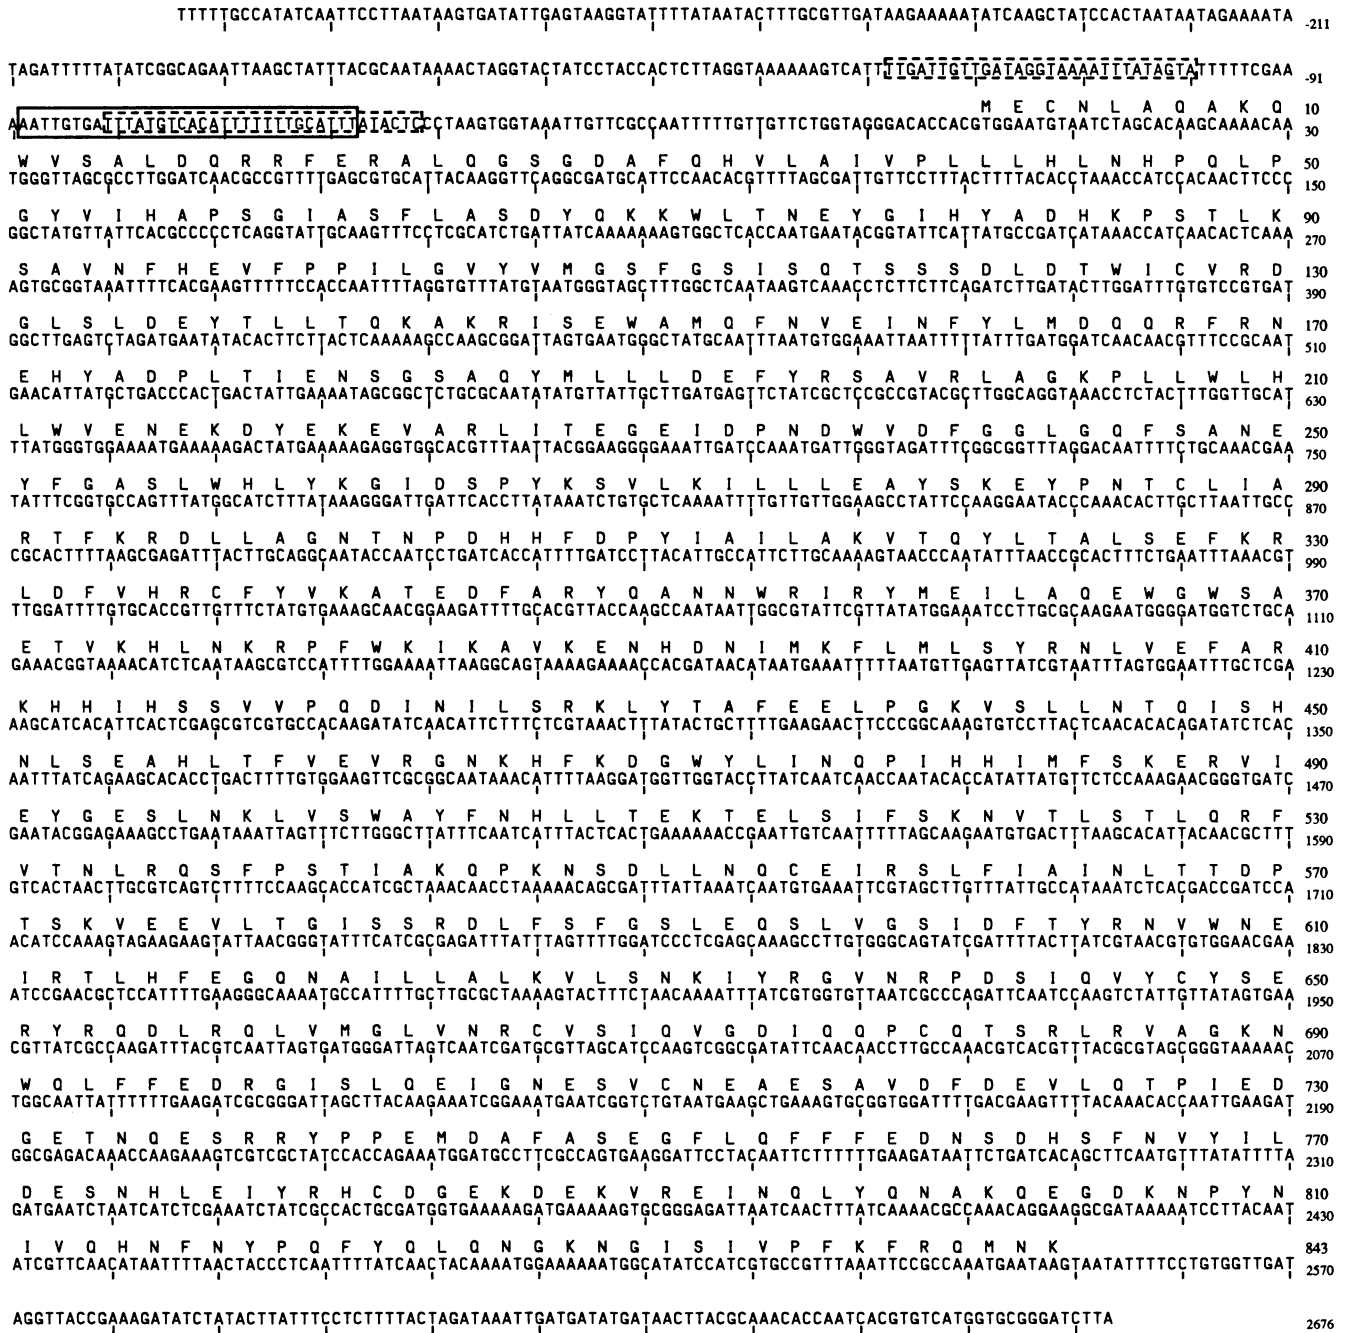 TTTTTGCCATATCAATTCCTTAATAAGTGATATTGAGTAAGGTATTTTATAATACTTTGCGTTGATAAGAAAAATATCAAGCTATCCACTAATAATAGAAAATA -211
TAGATTTTTATATCGGCAGAATTAAGCTATTTACGCAATAAAACTAGGTACTATCCTACCACTCTTAGGTAAAAAAGTCATTTTGATTGTTGATAGGTAAAATTTATAGTATTTTTCGAA -91
M E C N L A Q A K Q 10
AAATTGTGATTTATGTCACATTTTTTTGCATTTATACTCCCTAAGTGGTAAATTGTTCGCCAATTTTTGTTGTTCTGGTAGGGACACCACGTGGAATGTAATCTAGCACAAGCAAAACAA 30
W V S A L D Q R R F E R A L Q G S G D A F Q H V L A I V P L L L H L N H P Q L P 50
TGGGTTAGCGCCTTGGATCAACGCCGTTTTGAGCGTGCATTACAAGGTTCAGGCGATGCATTCCAACACGTTTTAGCGATTGTTCCTTTACTTTTACACCTAAACCATCCACAACTTCCC 150
G Y V I H A P S G I A S F L A S D Y Q K K W L T N E Y G I H Y A D H K P S T L K 90
GGCTATGTTATTCACGCCCCCTCAGGTATTGCAAGTTTCCTCGCATCTGATTATCAAAAAAAGTGGCTCACCAATGAATACGGTATTCATTATGCCGATCATAAACCATCAACACTCAAA 270
S A V N F H E V F P P I L G V Y V M G S F G S I S Q T S S S D L D T W I C V R D 130
AGTGCGGTAAATTTTCACGAAGTTTTTCCACCAATTTTAGGTGTTTATGTAATGGGTAGCTTTGGCTCAATAAGTCAAACCTCTTCTTCAGATCTTGATACTTGGATTTGTGTCCGTGAT 390
G L S L D E Y T L L T Q K A K R I S E W A M Q F N V E I N F Y L M D Q Q R F R N 170
GGCTTGAGTCTAGATGAATATACACTTCTTACTCAAAAAGCCAAGCGGATTAGTGAATGGGCTATGCAATTTAATGTGGAAATTAATTTTTATTTGATGGATCAACAACGTTTCCGCAAT 510
E H Y A D P L T I E N S G S A Q Y M L L L D E F Y R S A V R L A G K P L L W L H 210
GAACATTATGCTGACCCACTGACTATTGAAAATAGCGGCTCTGCGCAATATATGTTATTGCTTGATGAGTTCTATCGCTCCGCCGTACGCTTGGCAGGTAAACCTCTACTTTGGTTGCAT 630
L W V E N E K D Y E K E V A R L I T E G E I D P N D W V D F G G L G Q F S A N E 250
TTATGGGTGGAAAATGAAAAAGACTATGAAAAAGAGGTGGCACGTTTAATTACGGAAGGGGAAATTGATCCAAATGATTGGGTAGATTTCGGCGGTTTAGGACAATTTTCTGCAAACGAA 750
Y F G A S L W H L Y K G I D S P Y K S V L K I L L L E A Y S K E Y P N T C L I A 290
TATTTCGGTGCCAGTTTATGGCATCTTTATAAAGGGATTGATTCACCTTATAAATCTGTGCTCAAAATTTTGTTGTTGGAAGCCTATTCCAAGGAATACCCAAACACTTGCTTAATTGCC 870
R T F K R D L L A G N T N P D H H F D P Y I A I L A K V T Q Y L T A L S E F K R 330
CGCACTTTTAAGCGAGATTTACTTGCAGGCAATACCAATCCTGATCACCATTTTGATCCTTACATTGCCATTCTTGCAAAAGTAACCCAATATTTAACCGCACTTTCTGAATTTAAACGT 990
L D F V H R C F Y V K A T E D F A R Y Q A N N W R I R Y M E I L A Q E W G W S A 370
TTGGATTTTGTGCACCGTTGTTTCTATGTGAAAGCAACGGAAGATTTTGCACGTTACCAAGCCAATAATTGGCGTATTCGTTATATGGAAATCCTTGCGCAAGAATGGGGATGGTCTGCA 1110
E T V K H L N K R P F W K I K A V K E N H D N I M K F L M L S Y R N L V E F A R 410
GAAACGGTAAAACATCTCAATAAGCGTCCATTTTGGAAAATTAAGGCAGTAAAAGAAAACCACGATAACATAATGAAATTTTTAATGTTGAGTTATCGTAATTTAGTGGAATTTGCTCGA 1230
K H H I H S S V V P Q D I N I L S R K L Y T A F E E L P G K V S L L N T Q I S H 450
AAGCATCACATTCACTCGAGCGTCGTGCCACAAGATATCAACATTCTTTCTCGTAAACTTTATACTGCTTTTGAAGAACTTCCCGGCAAAGTGTCCTTACTCAACACACAGATATCTCAC 1350
N L S E A H L T F V E V R G N K H F K D G W Y L I N Q P I H H I M F S K E R V I 490
AATTTATCAGAAGCACACCTGACTTTTGTGGAAGTTCGCGGCAATAAACATTTTAAGGATGGTTGGTACCTTATCAATCAACCAATACACCATATTATGTTCTCCAAAGAACGGGTGATC 1470
E Y G E S L N K L V S W A Y F N H L L T E K T E L S I F S K N V T L S T L Q R F 530
GAATACGGAGAAAGCCTGAATAAATTAGTTTCTTGGGCTTATTTCAATCATTTACTCACTGAAAAAACCGAATTGTCAATTTTTAGCAAGAATGTGACTTTAAGCACATTACAACGCTTT 1590
V T N L R Q S F P S T I A K Q P K N S D L L N Q C E I R S L F I A I N L T T D P 570
GTCACTAACTTGCGTCAGTCTTTTCCAAGCACCATCGCTAAACAACCTAAAAACAGCGATTTATTAAATCAATGTGAAATTCGTAGCTTGTTTATTGCCATAAATCTCACGACCGATCCA 1710
T S K V E E V L T G I S S R D L F S F G S L E Q S L V G S I D F T Y R N V W N E 610
ACATCCAAAGTAGAAGAAGTATTAACGGGTATTTCATCGCGAGATTTATTTAGTTTTGGATCCCTCGAGCAAAGCCTTGTGGGCAGTATCGATTTTACTTATCGTAACGTGTGGAACGAA 1830
I R T L H F E G Q N A I L L A L K V L S N K I Y R G V N R P D S I Q V Y C Y S E 650
ATCCGAACGCTCCATTTTGAAGGGCAAAATGCCATTTTGCTTGCGCTAAAAGTACTTTCTAACAAAATTTATCGTGGTGTTAATCGCCCAGATTCAATCCAAGTCTATTGTTATAGTGAA 1950
R Y R Q D L R Q L V M G L V N R C V S I Q V G D I Q Q P C Q T S R L R V A G K N 690
CGTTATCGCCAAGATTTACGTCAATTAGTGATGGGATTAGTCAATCGATGCGTTAGCATCCAAGTCGGCGATATTCAACAACCTTGCCAAACGTCACGTTTACGCGTAGCGGGTAAAAAC 2070
W Q L F F E D R G I S L Q E I G N E S V C N E A E S A V D F D E V L Q T P I E D 730
TGGCAATTATTTTTTGAAGATCGCGGGATTAGCTTACAAGAAATCGGAAATGAATCGGTCTGTAATGAAGCTGAAAGTGCGGTGGATTTTGACGAAGTTTTACAAACACCAATTGAAGAT 2190
G E T N Q E S R R Y P P E M D A F A S E G F L Q F F F E D N S D H S F N V Y I L 770
GGCGAGACAAACCAAGAAAGTCGTCGCTATCCACCAGAAATGGATGCCTTCGCCAGTGAAGGATTCCTACAATTCTTTTTTGAAGATAATTCTGATCACAGCTTCAATGTTTATATTTTA 2310
D E S N H L E I Y R H C D G E K D E K V R E I N Q L Y Q N A K Q E G D K N P Y N 810
GATGAATCTAATCATCTCGAAATCTATCGCCACTGCGATGGTGAAAAAGATGAAAAAGTGCGGGAGATTAATCAACTTTATCAAAACGCCAAACAGGAAGGCGATAAAAATCCTTACAAT 2430
I V Q H N F N Y P Q F Y Q L Q N G K N G I S I V P F K F R Q M N K 843
ATCGTTCAACATAATTTTAACTACCCTCAATTTTATCAACTACAAAATGGAAAAAATGGCATATCCATCGTGCCGTTTAAATTCCGCCAAATGAATAAGTAATATTTTCCTGTGGTTGAT 2570
AGGTTACCGAAAGATATCTATACTTATTTCCTCTTTTACTAGATAAATTGATGATATGATAACTTACGCAAACACCAATCACGTGTCATGGTGCGGGATCTTA 2676